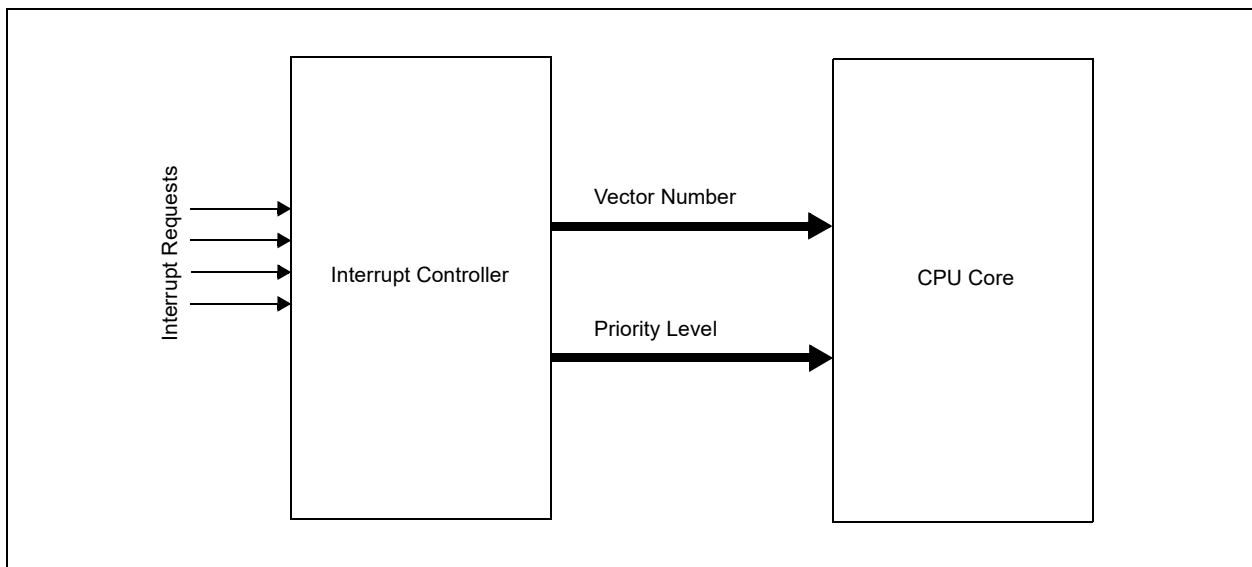 Interrupt Requests
Interrupt Controller
Vector Number
Priority Level
CPU Core